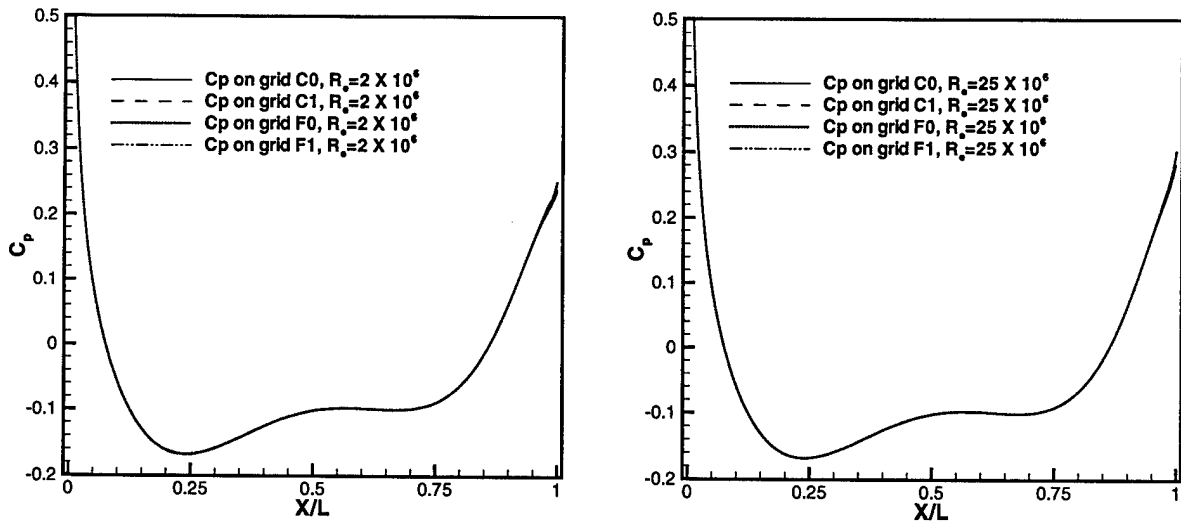 0.5
0.4
0.3
0.2
0.1
0
-0.1
-0.2
Cp
Cp on grid C0, Re=2 X 10⁶
Cp on grid C1, Re=2 X 10⁶
Cp on grid F0, Re=2 X 10⁶
Cp on grid F1, Re=2 X 10⁶
0 0.25 0.5 0.75 1
X/L
0.5
0.4
0.3
0.2
0.1
0
-0.1
-0.2
Cp
Cp on grid C0, Re=25 X 10⁶
Cp on grid C1, Re=25 X 10⁶
Cp on grid F0, Re=25 X 10⁶
Cp on grid F1, Re=25 X 10⁶
0 0.25 0.5 0.75 1
X/L